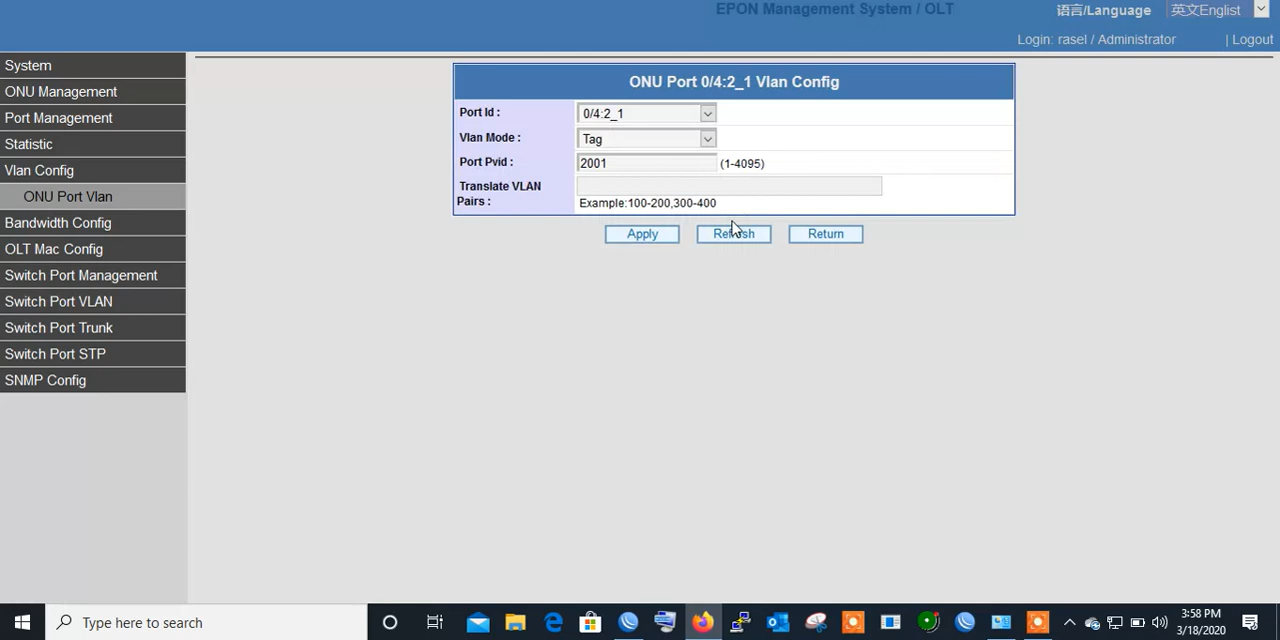 EPON Management System / OLT
语言/Language 英文Englist
Login: rasel / Administrator | Logout
System
ONU Management
Port Management
Statistic
Vlan Config
ONU Port Vlan
Bandwidth Config
OLT Mac Config
Switch Port Management
Switch Port VLAN
Switch Port Trunk
Switch Port STP
SNMP Config
ONU Port 0/4:2_1 Vlan Config
Port Id : 0/4:2_1
Vlan Mode : Tag
Port Pvid : 2001 (1-4095)
Translate VLAN
Pairs :
Example:100-200,300-400
Apply Refresh Return
Type here to search
3:58 PM
3/18/2020